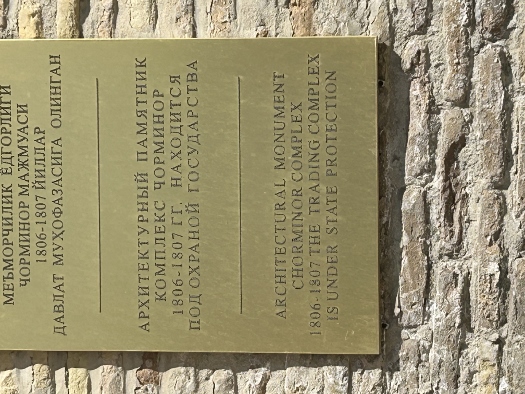 МЕЪМОРЧИЛИК ЁДГОРЛИГИ
ЧОРМИНОР МАЖМУАСИ
1806-1807 ЙИЛЛАР
ДАВЛАТ МУҲОФАЗАСИГА ОЛИНГАН
АРХИТЕКТУРНЫЙ ПАМЯТНИК
КОМПЛЕКС ЧОРМИНОР
1806-1807 ГГ. НАХОДИТСЯ
ПОД ОХРАНОЙ ГОСУДАРСТВА
ARCHITECTURAL MONUMENT
CHORMINOR COMPLEX
1806-1807 THE TRADING COMPLEX
IS UNDER STATE PROTECTION